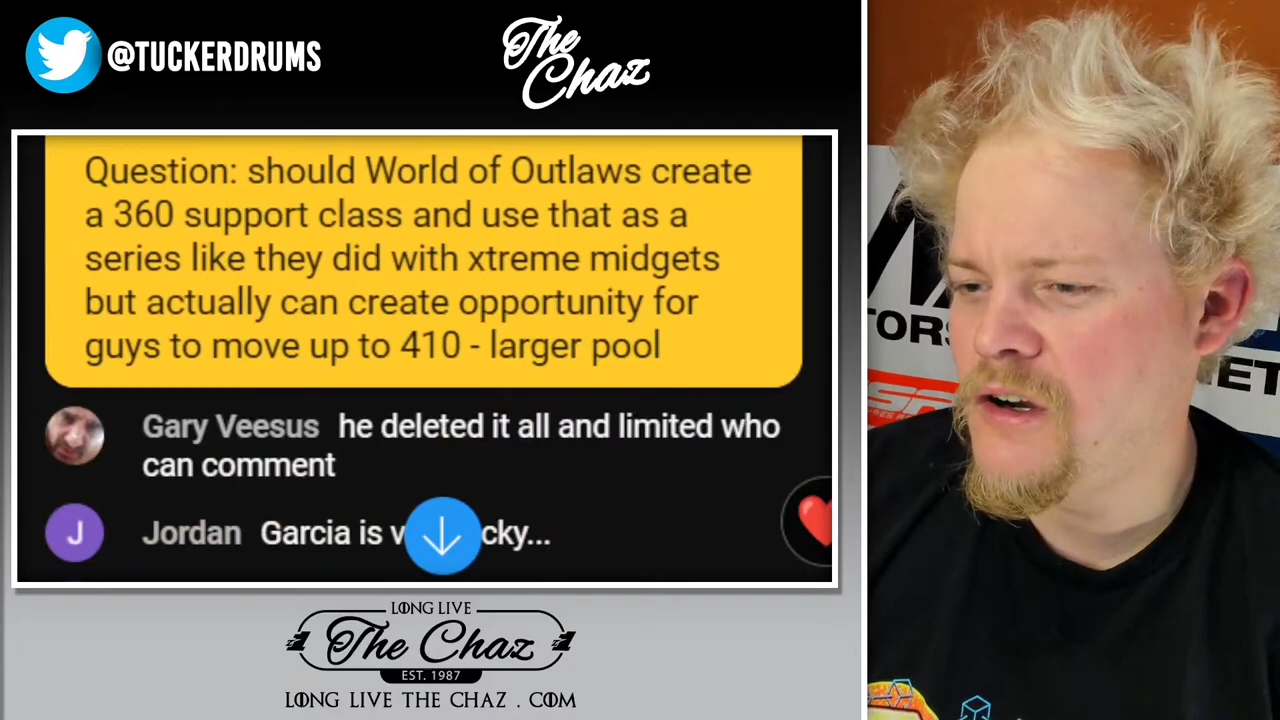 @TUCKERDRUMS
The
Chaz
Question: should World of Outlaws create
a 360 support class and use that as a
series like they did with xtreme midgets
but actually can create opportunity for
guys to move up to 410 - larger pool
Gary Veesus he deleted it all and limited who
can comment
J Jordan Garcia is v cky...
LONG LIVE
The Chaz
EST. 1987
LONG LIVE THE CHAZ . COM
TORS
ET